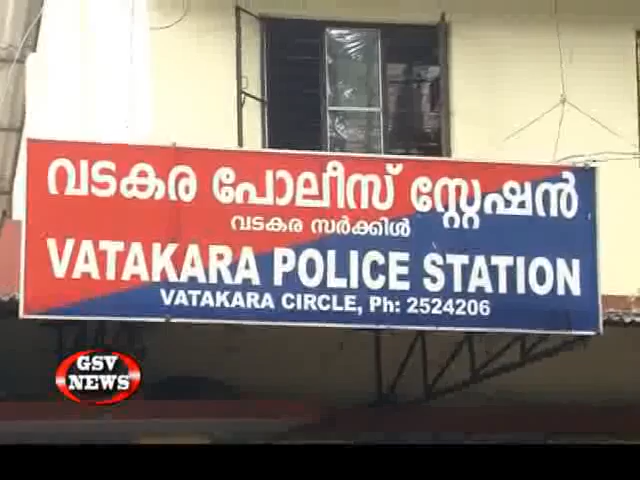 വടകര പോലീസ് സ്റ്റേഷൻ
വടകര സർക്കിൾ
VATAKARA POLICE STATION
VATAKARA CIRCLE, Ph: 2524206
GSV
NEWS